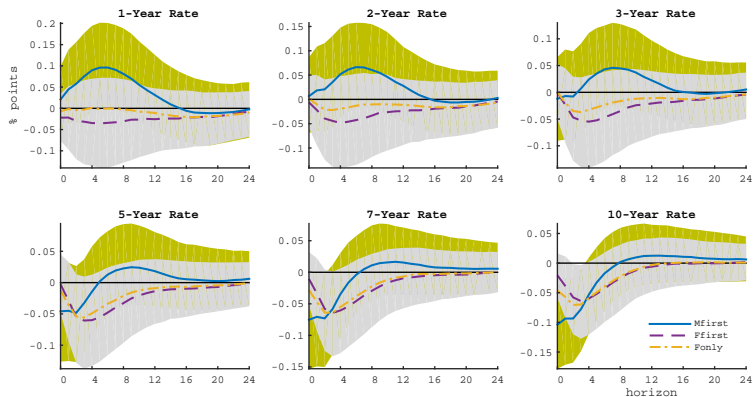 1-Year Rate
2-Year Rate
3-Year Rate
% points
0.2
0.15
0.1
0.05
0
-0.05
-0.1
0 4 8 12 16 20 24
0.15
0.1
0.05
0
-0.05
-0.1
0 4 8 12 16 20 24
0.1
0.05
0
-0.05
-0.1
0 4 8 12 16 20 24
5-Year Rate
7-Year Rate
10-Year Rate
% points
0.05
0
-0.05
-0.1
0 4 8 12 16 20 24
0.05
0
-0.05
-0.1
-0.15
0 4 8 12 16 20 24
0.05
0
-0.05
-0.1
-0.15
0 4 8 12 16 20 24
Mfirst
Ffirst
Fonly
horizon